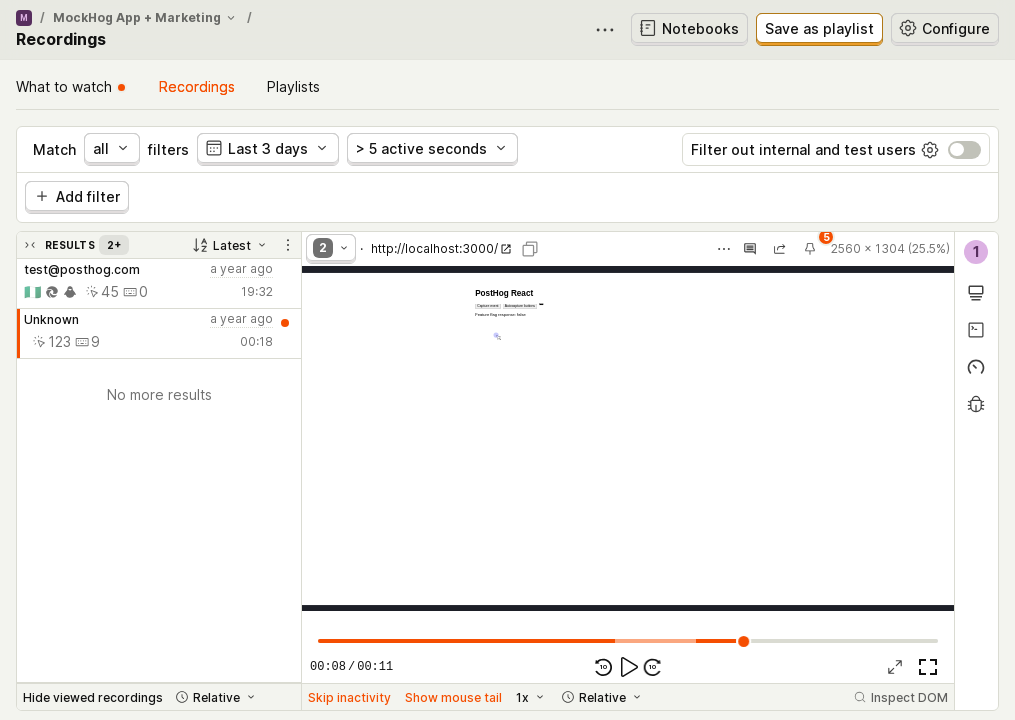 M / MockHog App + Marketing /
Recordings
Notebooks
Save as playlist
Configure
What to watch
Recordings
Playlists
Match all filters Last 3 days > 5 active seconds
Filter out internal and test users
Add filter
RESULTS 2+ Latest
test@posthog.com a year ago
45 0 19:32
Unknown a year ago
123 9 00:18
No more results
Hide viewed recordings Relative
2 · http://localhost:3000/ 5 2560 × 1304 (25.5%)
PostHog React
Capture event Autocapture buttons
Feature flag response: false
00:08 / 00:11 10 10
Skip inactivity Show mouse tail 1x Relative Inspect DOM
1